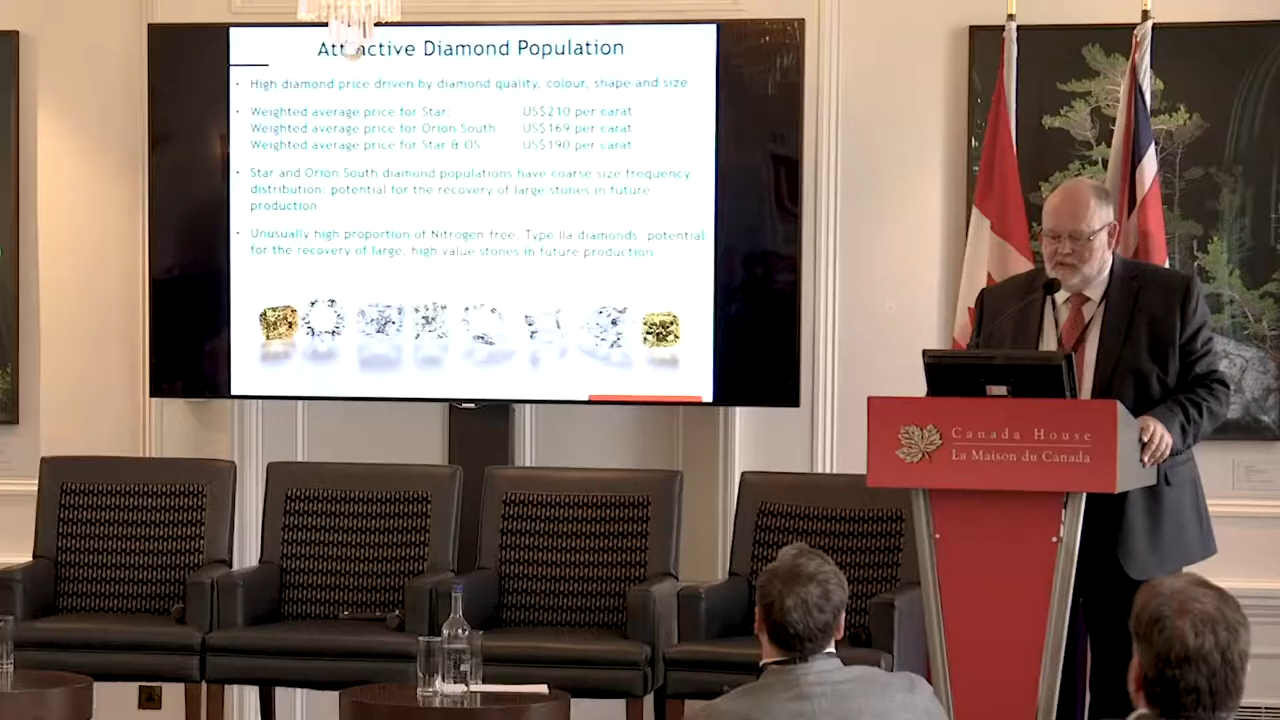 Attractive Diamond Population
• High diamond price driven by diamond quality, colour, shape and size
• Weighted average price for Star: US$210 per carat
Weighted average price for Orion South US$169 per carat
Weighted average price for Star & OS US$190 per carat
• Star and Orion South diamond populations have coarse size frequency
distribution: potential for the recovery of large stones in future
production
• Unusually high proportion of Nitrogen free, Type IIa diamonds: potential
for the recovery of large, high value stones in future production
Canada House
La Maison du Canada